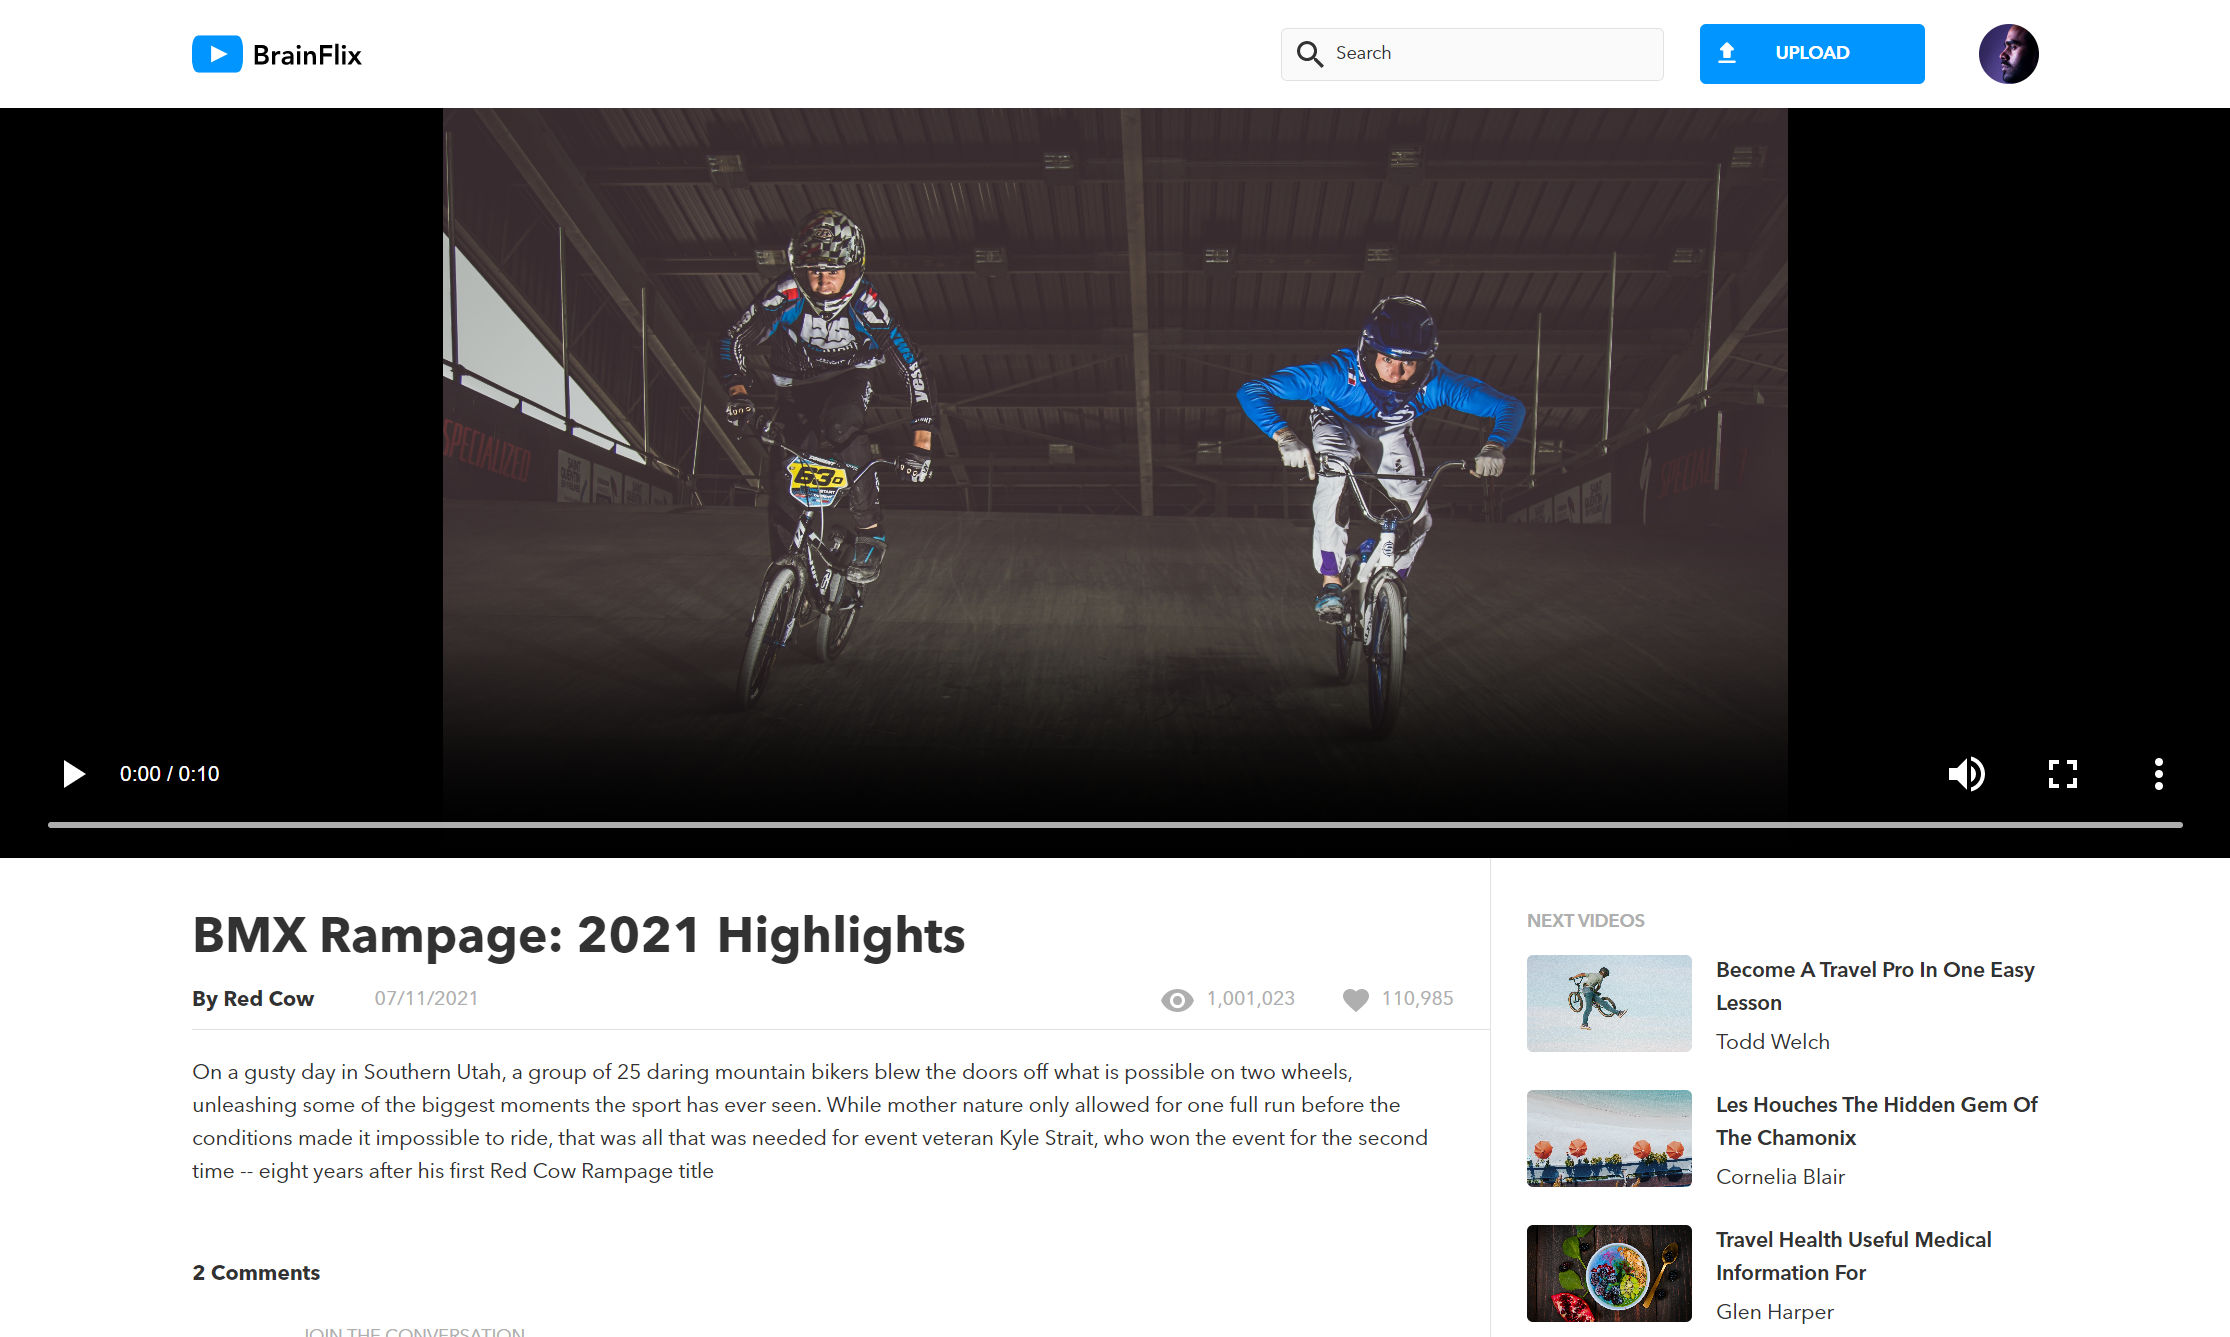 BrainFlix
Search
UPLOAD
SPECIALIZED
SAINT
QUENTIN
63
0:00 / 0:10
BMX Rampage: 2021 Highlights
By Red Cow
07/11/2021
1,001,023
110,985
On a gusty day in Southern Utah, a group of 25 daring mountain bikers blew the doors off what is possible on two wheels,
unleashing some of the biggest moments the sport has ever seen. While mother nature only allowed for one full run before the
conditions made it impossible to ride, that was all that was needed for event veteran Kyle Strait, who won the event for the second
time -- eight years after his first Red Cow Rampage title
2 Comments
JOIN THE CONVERSATION
NEXT VIDEOS
Become A Travel Pro In One Easy
Lesson
Todd Welch
Les Houches The Hidden Gem Of
The Chamonix
Cornelia Blair
Travel Health Useful Medical
Information For
Glen Harper